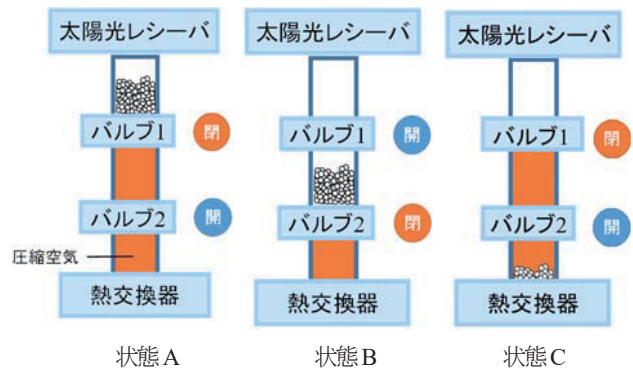 太陽光レシーバ
バルブ1
閉
バルブ2
開
圧縮空気
熱交換器
状態A
太陽光レシーバ
バルブ1
開
バルブ2
閉
熱交換器
状態B
太陽光レシーバ
バルブ1
閉
バルブ2
開
熱交換器
状態C